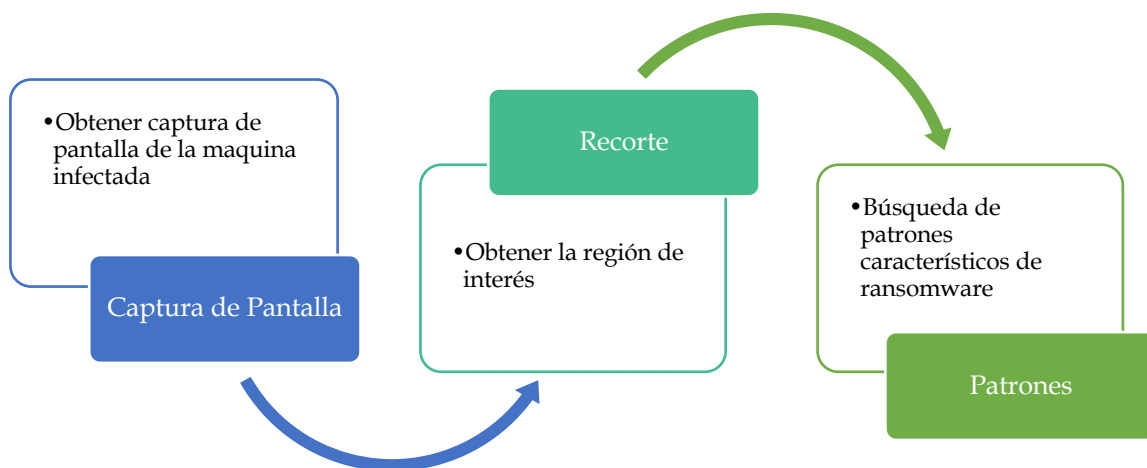 •Obtener captura de
pantalla de la maquina
infectada
Captura de Pantalla
Recorte
•Obtener la región de
interés
•Búsqueda de
patrones
característicos de
ransomware
Patrones